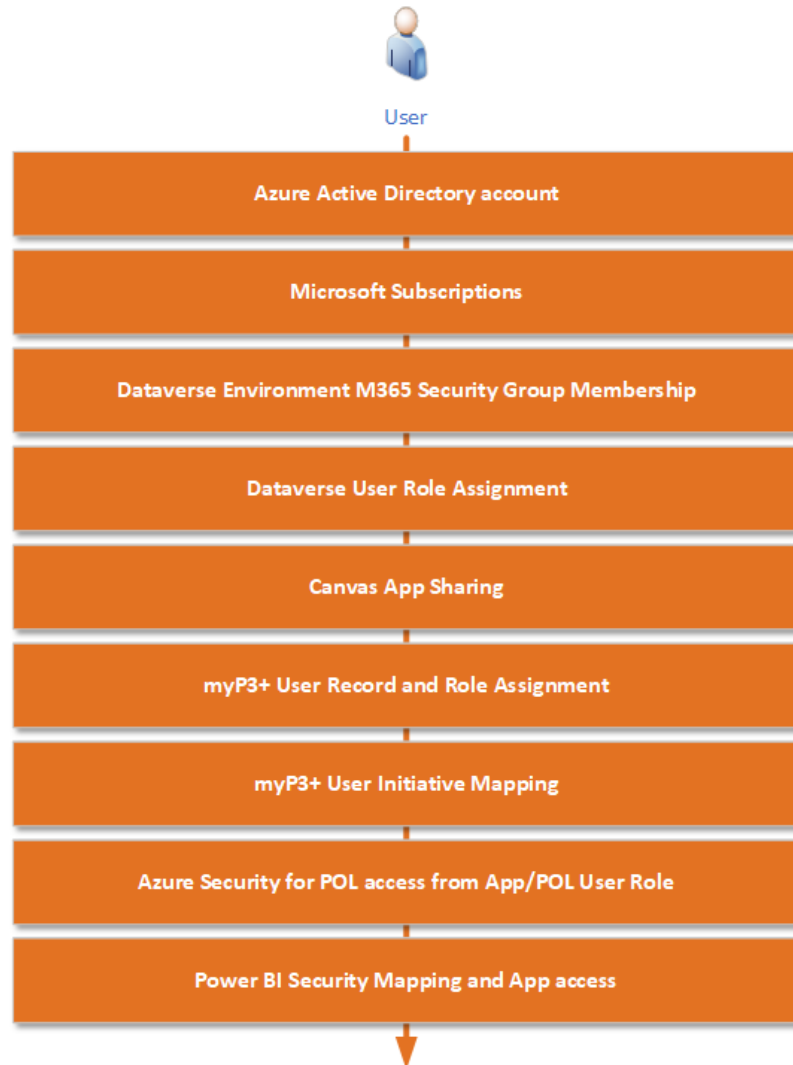 User
Azure Active Directory account
Microsoft Subscriptions
Dataverse Environment M365 Security Group Membership
Dataverse User Role Assignment
Canvas App Sharing
myP3+ User Record and Role Assignment
myP3+ User Initiative Mapping
Azure Security for POL access from App/POL User Role
Power BI Security Mapping and App access